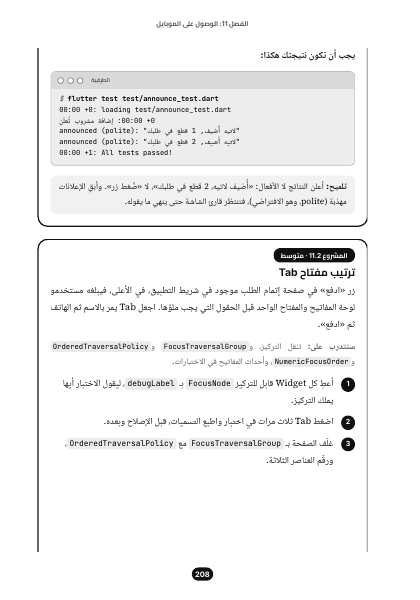 الفصل 11: الوصول على الموبايل
يجب أن تكون نتيجتك هكذا:
الطرفية
$ flutter test test/announce_test.dart
00:00 +0: loading test/announce_test.dart
00:00 +0: إضافة مشروب تُعلَن
announced (polite): "لاتيه أُضيف، 1 قطع في طلبك"
announced (polite): "لاتيه أُضيف، 2 قطع في طلبك"
00:00 +1: All tests passed!
تلميح: أعلن النتائج لا الأفعال: «أُضيف لاتيه، 2 قطع في طلبك»، لا «ضُغط زر». وأبقِ الإعلانات
مهذبة (polite، وهو الافتراضي)، فتنتظر قارئ الشاشة حتى ينهي ما يقوله.
المشروع 11.2 · متوسط
ترتيب مفتاح Tab
زر «ادفع» في صفحة إتمام الطلب موجود في شريط التطبيق، في الأعلى، فيبلغه مستخدمو
لوحة المفاتيح والمفتاح الواحد قبل الحقول التي يجب ملؤها. اجعل Tab يمر بالاسم ثم الهاتف
ثم «ادفع».
ستتدرب على: تنقل التركيز، و FocusTraversalGroup و OrderedTraversalPolicy
و NumericFocusOrder، وأحداث المفاتيح في الاختبارات.
1 أعطِ كل Widget قابل للتركيز FocusNode بـ debugLabel، ليقول الاختبار أيها
يملك التركيز.
2 اضغط Tab ثلاث مرات في اختبار واطبع التسميات، قبل الإصلاح وبعده.
3 غلّف الصفحة بـ FocusTraversalGroup مع OrderedTraversalPolicy،
ورقّم العناصر الثلاثة.
208